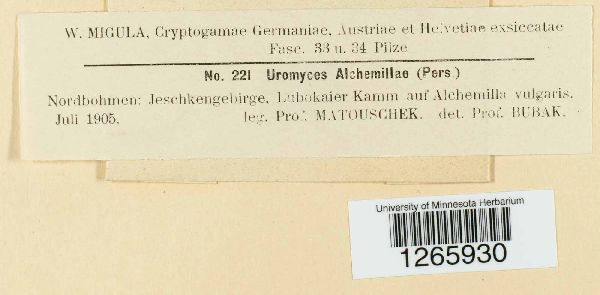 W. MIGULA, Cryptogamae Germaniae, Austriae et Helvetiae exsiccatae
Fasc. 33 u. 34 Pilze
No. 221 Uromyces Alchemillae (Pers.)
Nordböhmen: Jeschkengebirge, Lubokaier Kamm auf Alchemilla vulgaris.
Juli 1905. leg. Prof. MATOUSCHEK. det. Prof. BUBAK.
University of Minnesota Herbarium
1265930